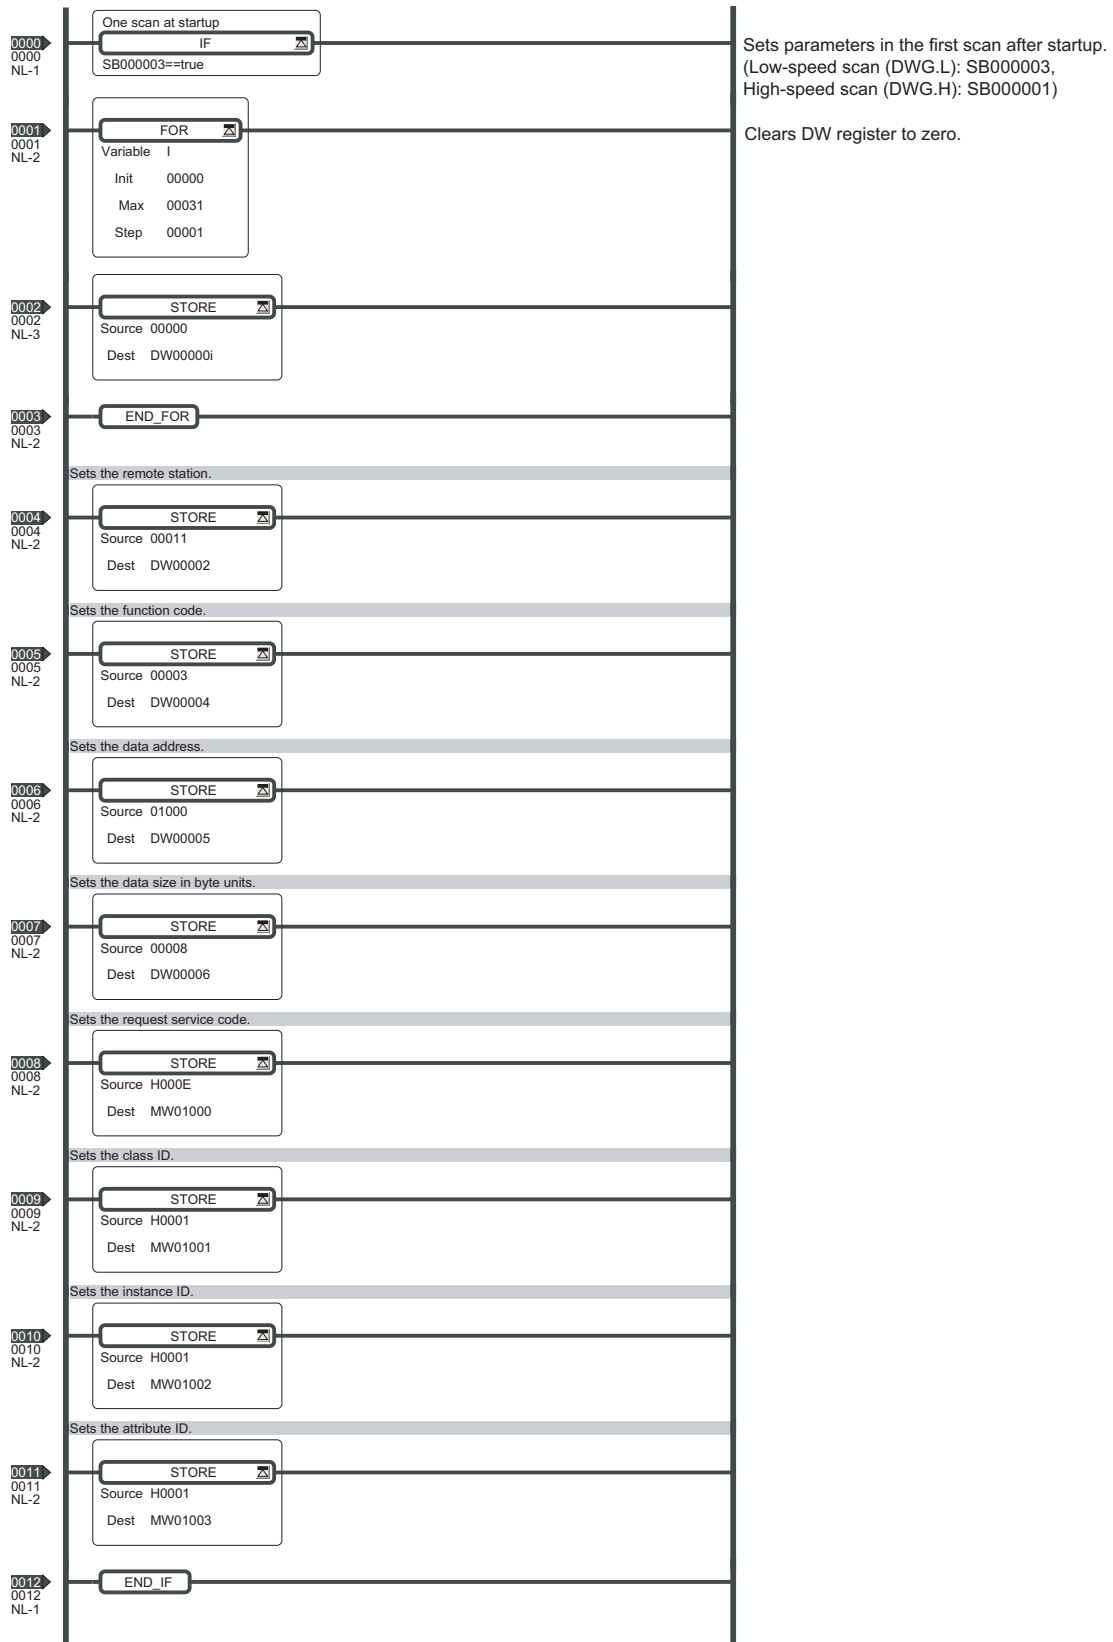 One scan at startup
0000 IF
0000 SB000003==true
NL-1
Sets parameters in the first scan after startup.
(Low-speed scan (DWG.L): SB000003,
High-speed scan (DWG.H): SB000001)
0001 FOR
0001 Variable I
NL-2
Init 00000
Max 00031
Step 00001
Clears DW register to zero.
0002 STORE
0002 Source 00000
NL-3
Dest DW00000i
0003 END_FOR
0003
NL-2
Sets the remote station.
0004 STORE
0004 Source 00011
NL-2
Dest DW00002
Sets the function code.
0005 STORE
0005 Source 00003
NL-2
Dest DW00004
Sets the data address.
0006 STORE
0006 Source 01000
NL-2
Dest DW00005
Sets the data size in byte units.
0007 STORE
0007 Source 00008
NL-2
Dest DW00006
Sets the request service code.
0008 STORE
0008 Source H000E
NL-2
Dest MW01000
Sets the class ID.
0009 STORE
0009 Source H0001
NL-2
Dest MW01001
Sets the instance ID.
0010 STORE
0010 Source H0001
NL-2
Dest MW01002
Sets the attribute ID.
0011 STORE
0011 Source H0001
NL-2
Dest MW01003
0012 END_IF
0012
NL-1